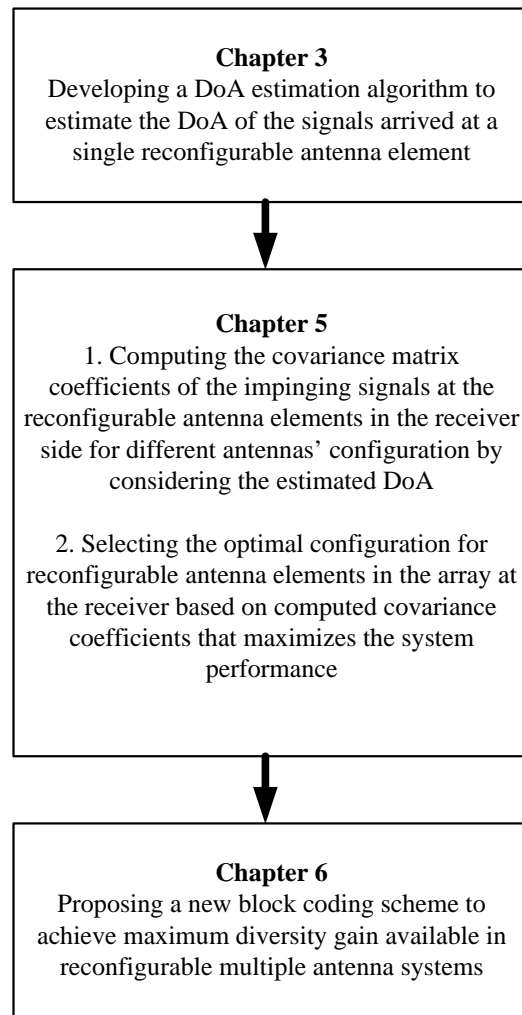 Chapter 3
Developing a DoA estimation algorithm to
estimate the DoA of the signals arrived at a
single reconfigurable antenna element
Chapter 5
1. Computing the covariance matrix
coefficients of the impinging signals at the
reconfigurable antenna elements in the receiver
side for different antennas’ configuration by
considering the estimated DoA
2. Selecting the optimal configuration for
reconfigurable antenna elements in the array at
the receiver based on computed covariance
coefficients that maximizes the system
performance
Chapter 6
Proposing a new block coding scheme to
achieve maximum diversity gain available in
reconfigurable multiple antenna systems